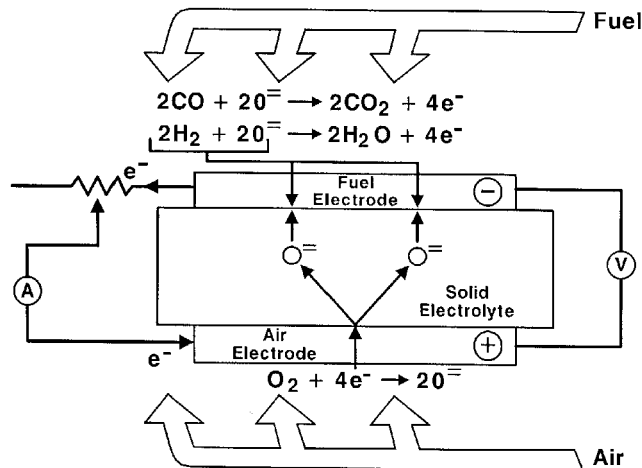 Fuel
2CO + 2O⁼ → 2CO₂ + 4e⁻
2H₂ + 2O⁼ → 2H₂O + 4e⁻
e⁻
Fuel
Electrode
−
O⁼ O⁼
A
V
Solid
Electrolyte
Air
Electrode
+
e⁻
O₂ + 4e⁻ → 2O⁼
Air